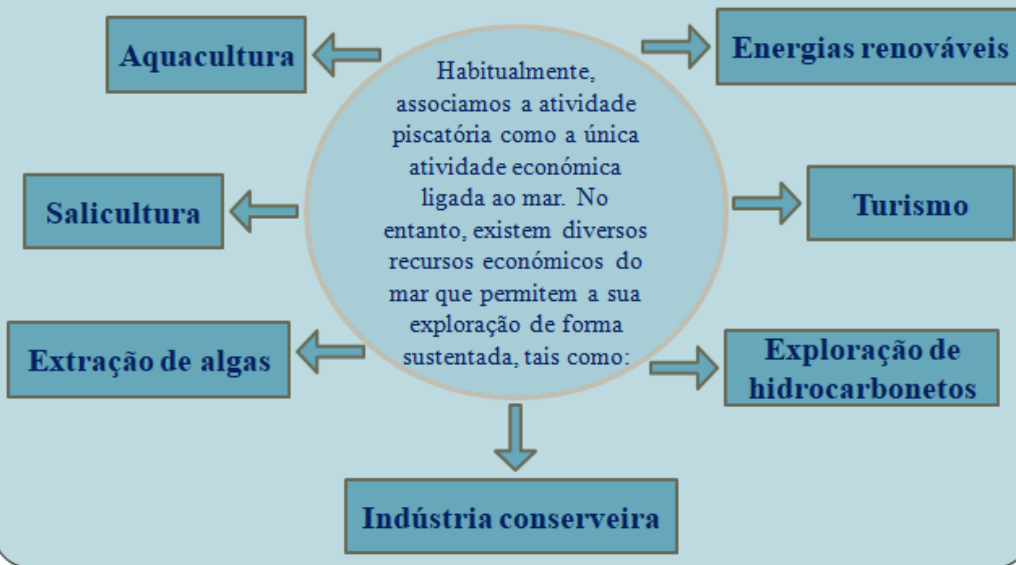 Aquacultura
Energias renováveis
Habitualmente,
associamos a atividade
piscatória como a única
atividade económica
ligada ao mar. No
entanto, existem diversos
recursos económicos do
mar que permitem a sua
exploração de forma
sustentada, tais como:
Salicultura
Turismo
Extração de algas
Exploração de
hidrocarbonetos
Indústria conserveira